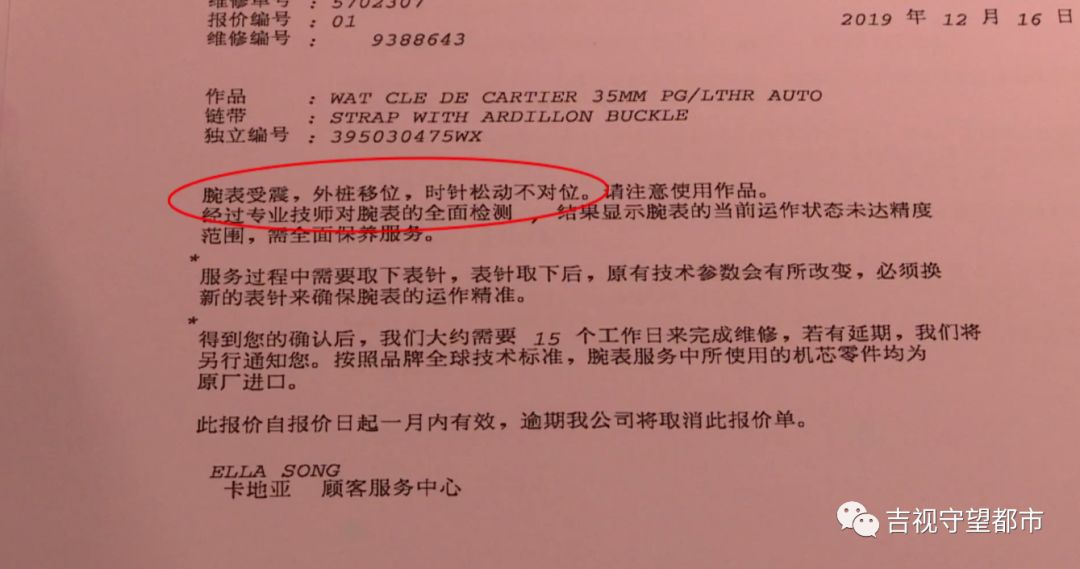 维修单号 : 5702307
报价编号 : 01
2019 年 12 月 16 日
维修编号 : 9388643
作品 : WAT CLE DE CARTIER 35MM PG/LTHR AUTO
链带 : STRAP WITH ARDILLON BUCKLE
独立编号 : 395030475WX
腕表受震，外桩移位，时针松动不对位。请注意使用作品。
经过专业技师对腕表的全面检测 ，结果显示腕表的当前运作状态未达精度
范围，需全面保养服务。
*
服务过程中需要取下表针，表针取下后，原有技术参数会有所改变，必须换
新的表针来确保腕表的运作精准。
*
得到您的确认后，我们大约需要 15 个工作日来完成维修，若有延期，我们将
另行通知您。按照品牌全球技术标准，腕表服务中所使用的机芯零件均为
原厂进口。
此报价自报价日起一月内有效，逾期我公司将取消此报价单。
ELLA SONG
卡地亚 顾客服务中心
吉视守望都市